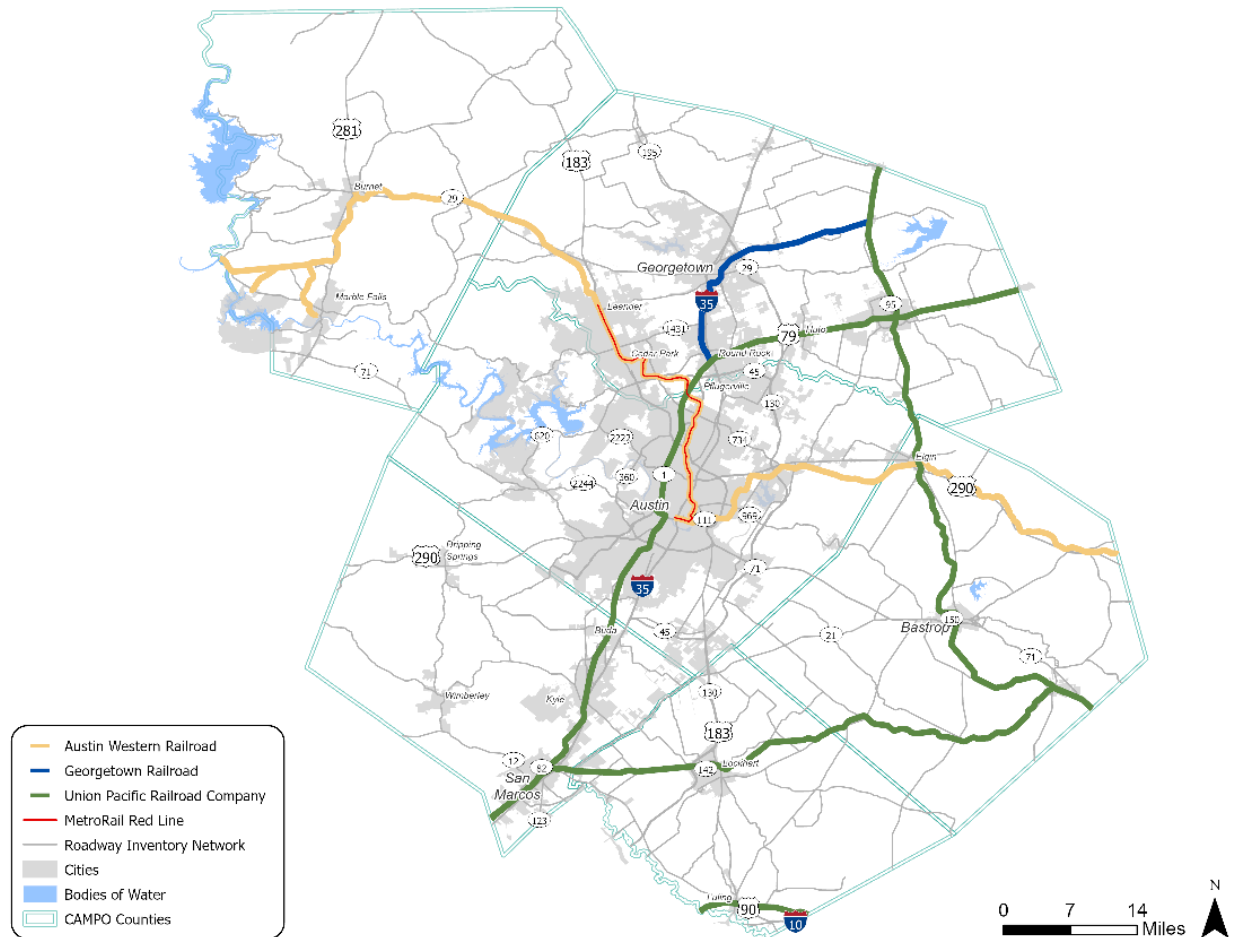 281
183
195
Burnet
29
Georgetown
29
35
95
Marble Falls
Leander
1431
79
Hutto
Cedar Park
Round Rock
71
45
Pflugerville
130
620
2222
734
Elgin
290
2244
360
1
Austin
111
969
Dripping
Springs
290
71
35
Buda
45
21
150
Bastrop
71
Wimberley
Kyle
130
183
12
82
San
Marcos
142
Lockhart
123
Luling
90
10
Austin Western Railroad
Georgetown Railroad
Union Pacific Railroad Company
MetroRail Red Line
Roadway Inventory Network
Cities
Bodies of Water
CAMPO Counties
N
0 7 14
Miles